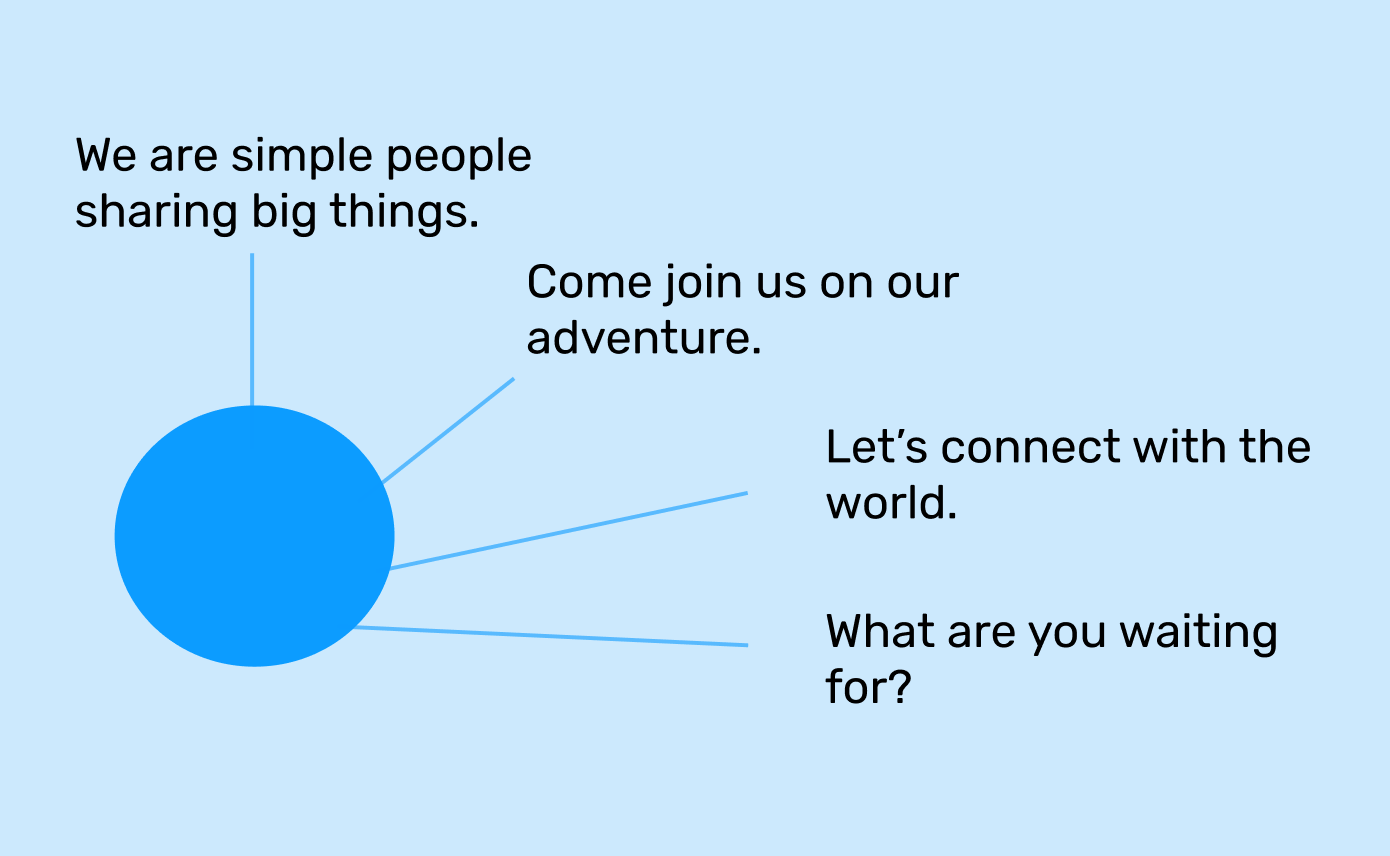 We are simple people
sharing big things.
Come join us on our
adventure.
Let’s connect with the
world.
What are you waiting
for?